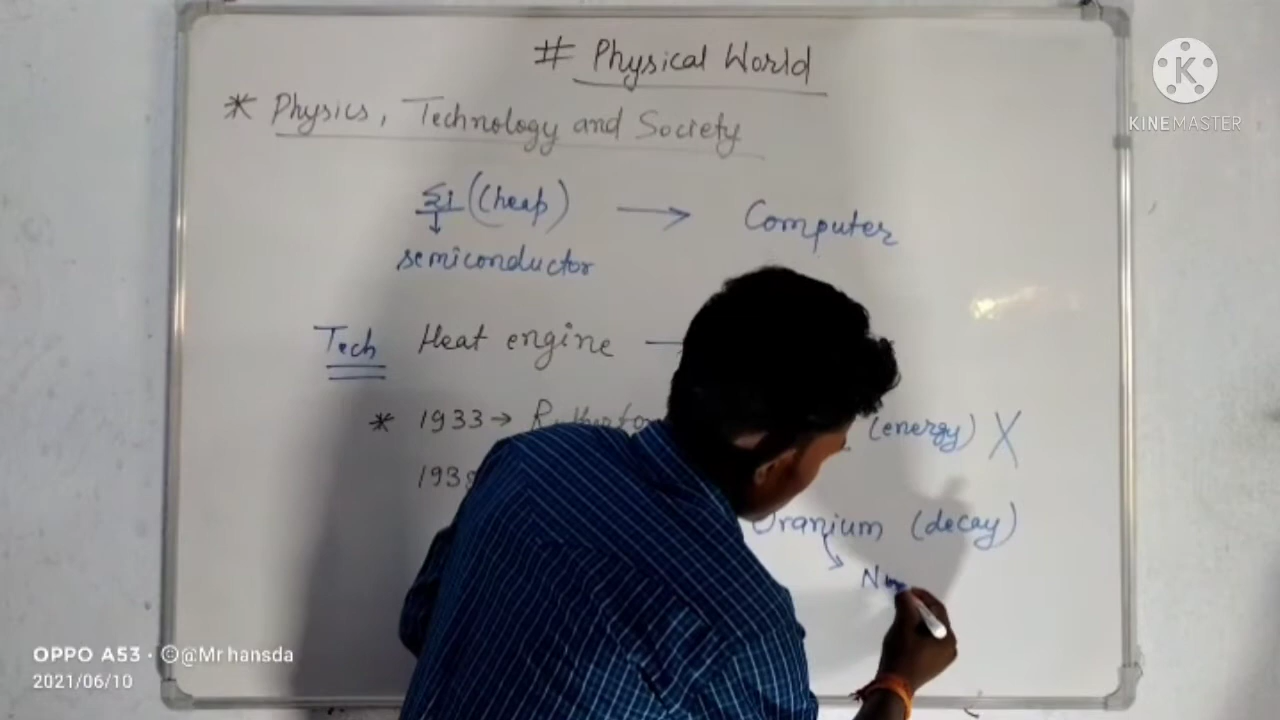 # Physical World
* Physics, Technology and Society
Si (Cheap) → Computer
semiconductor
Tech Heat engine
* 1933 → (energy) X
Uranium (decay)
KINEMASTER
OPPO A53 · ©@Mr hansda
2021/06/10